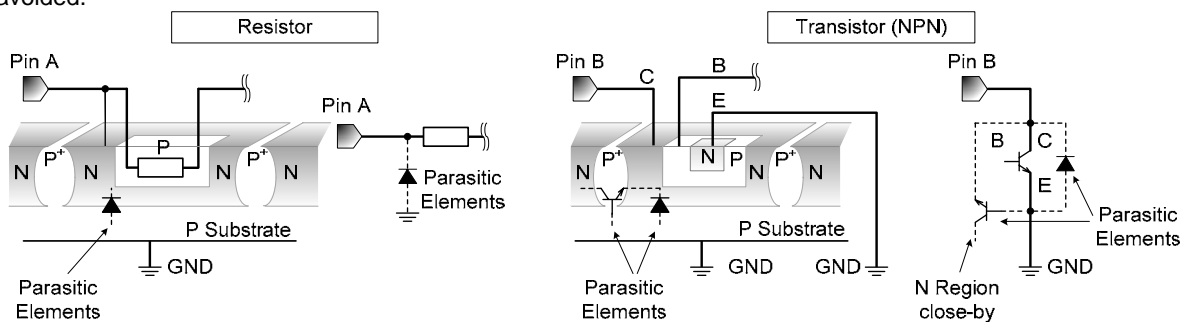 avoided.
Resistor
Transistor (NPN)
Pin A
Pin A
N
P+
N
P
N
P+
N
Parasitic
Elements
P Substrate
GND
Parasitic
Elements
Pin B
C
B
E
N
P+
N
N
P
N
P+
N
P Substrate
GND
GND
Parasitic
Elements
Pin B
B
C
E
Parasitic
Elements
GND
N Region
close-by